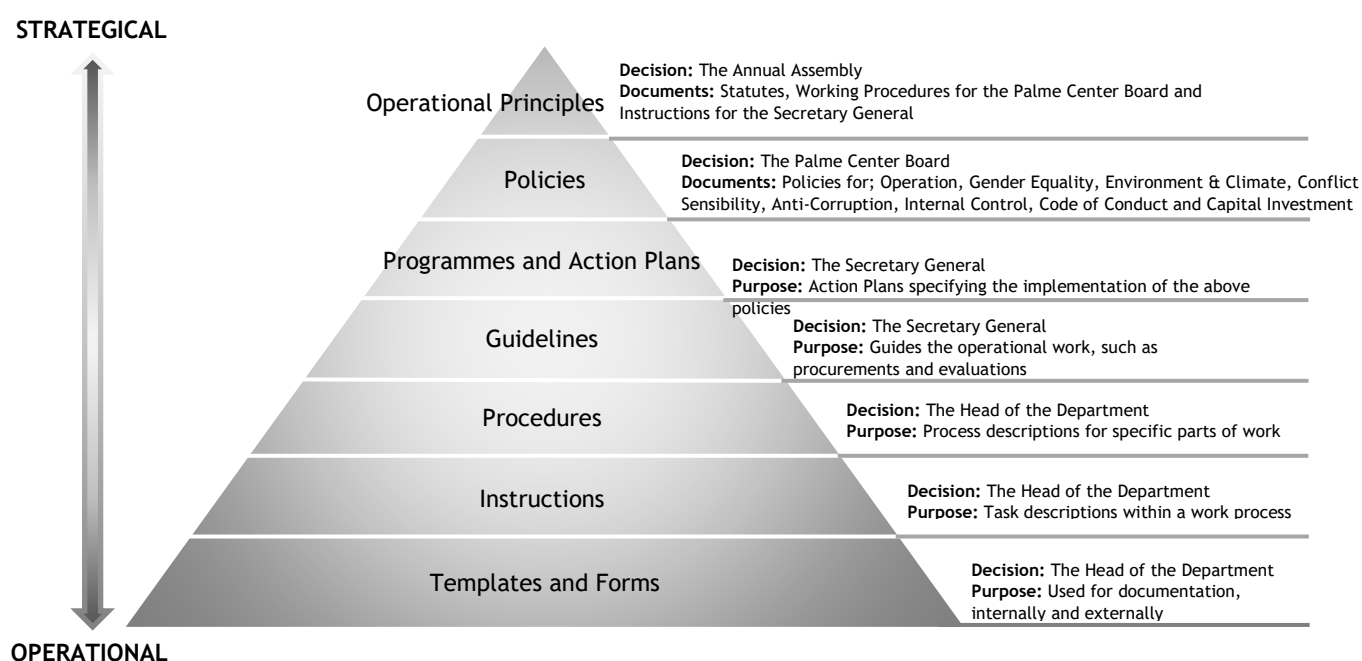 STRATEGICAL
Operational Principles
Decision: The Annual Assembly
Documents: Statutes, Working Procedures for the Palme Center Board and
Instructions for the Secretary General
Policies
Decision: The Palme Center Board
Documents: Policies for; Operation, Gender Equality, Environment & Climate, Conflict
Sensibility, Anti-Corruption, Internal Control, Code of Conduct and Capital Investment
Programmes and Action Plans
Decision: The Secretary General
Purpose: Action Plans specifying the implementation of the above
policies
Guidelines
Decision: The Secretary General
Purpose: Guides the operational work, such as
procurements and evaluations
Procedures
Decision: The Head of the Department
Purpose: Process descriptions for specific parts of work
Instructions
Decision: The Head of the Department
Purpose: Task descriptions within a work process
Templates and Forms
Decision: The Head of the Department
Purpose: Used for documentation,
internally and externally
OPERATIONAL